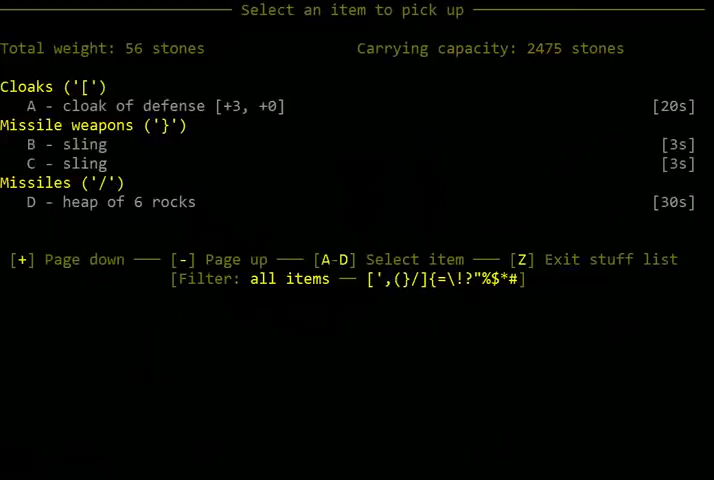 Select an item to pick up
Total weight: 56 stones Carrying capacity: 2475 stones
Cloaks ('[')
A - cloak of defense [+3, +0] [20s]
Missile weapons ('}')
B - sling [3s]
C - sling [3s]
Missiles ('/')
D - heap of 6 rocks [30s]
[+] Page down ── [-] Page up ── [A-D] Select item ── [Z] Exit stuff list
[Filter: all items ── [',(}/]{=\!?"%$*#]